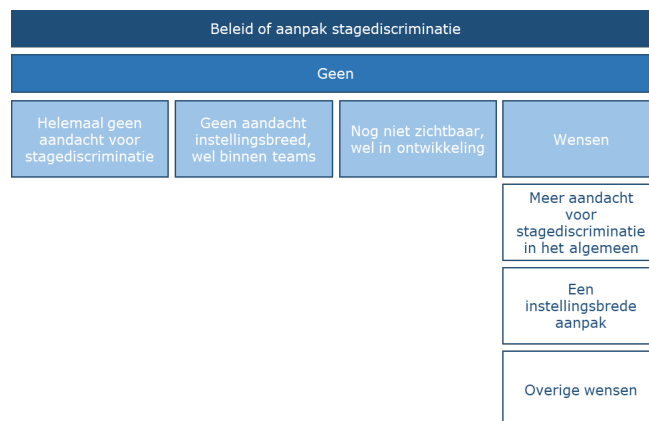 Beleid of aanpak stagediscriminatie
Geen
Helemaal geen
aandacht voor
stagediscriminatie
Geen aandacht
instellingsbreed,
wel binnen teams
Nog niet zichtbaar,
wel in ontwikkeling
Wensen
Meer aandacht
voor
stagediscriminatie
in het algemeen
Een
instellingsbrede
aanpak
Overige wensen